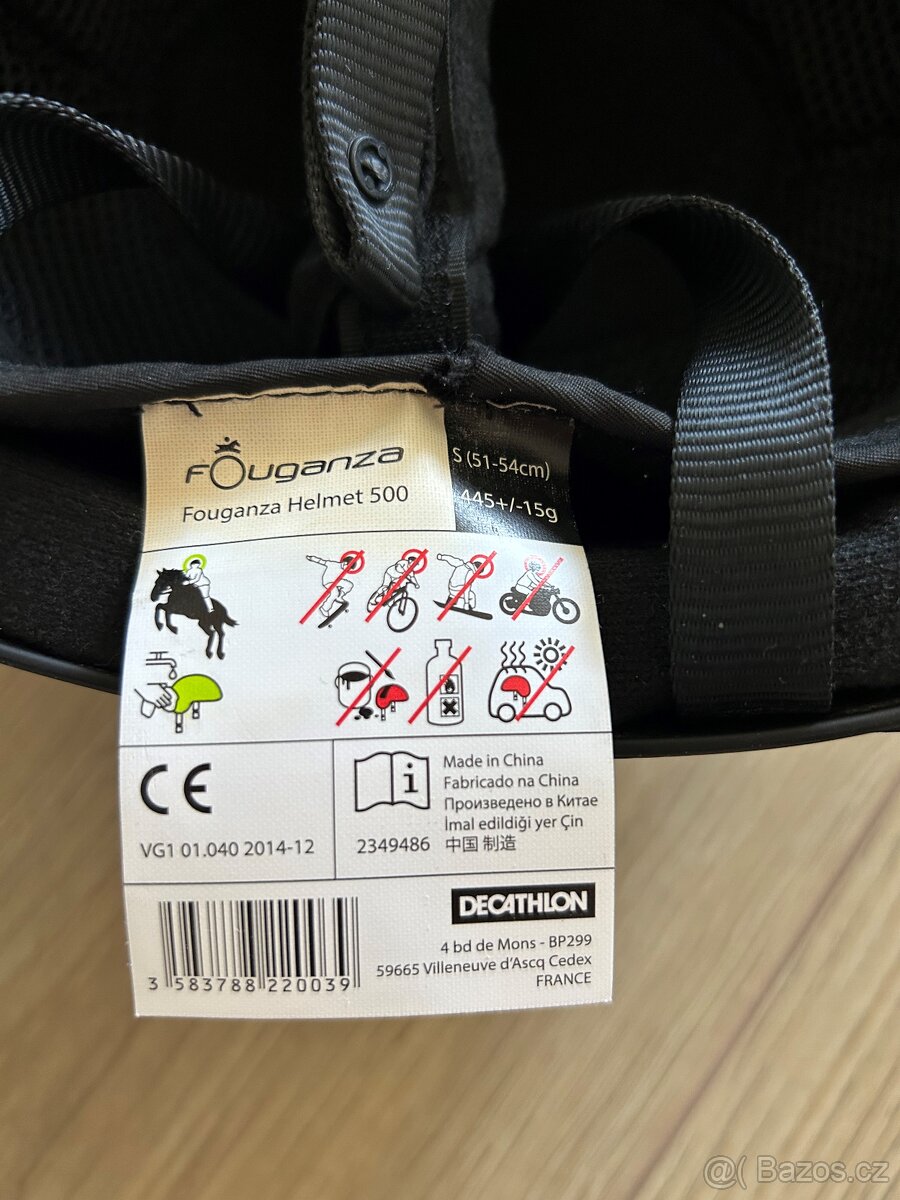 FOuganza
Fouganza Helmet 500
S (51-54cm)
445+/-15g
CE
VG1 01.040 2014-12
i
2349486
Made in China
Fabricado na China
Произведено в Китае
İmal edildiği yer Çin
中国 制造
DECATHLON
4 bd de Mons - BP299
59665 Villeneuve d'Ascq Cedex
FRANCE
3 583788 220039
@( Bazos.cz